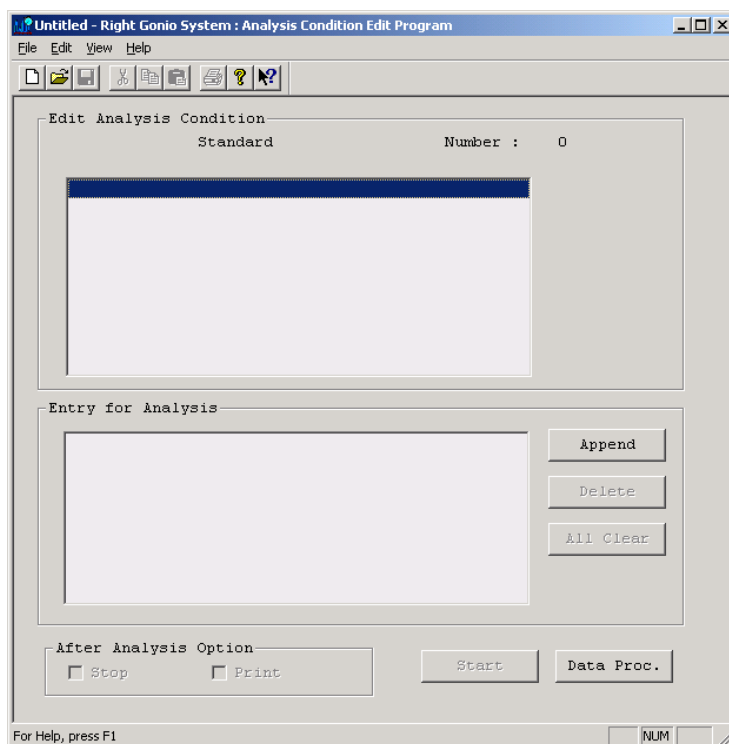 Untitled - Right Gonio System : Analysis Condition Edit Program
File Edit View Help
Edit Analysis Condition
Standard Number : 0
Entry for Analysis
Append
Delete
All Clear
After Analysis Option
Stop Print
Start Data Proc.
For Help, press F1 NUM